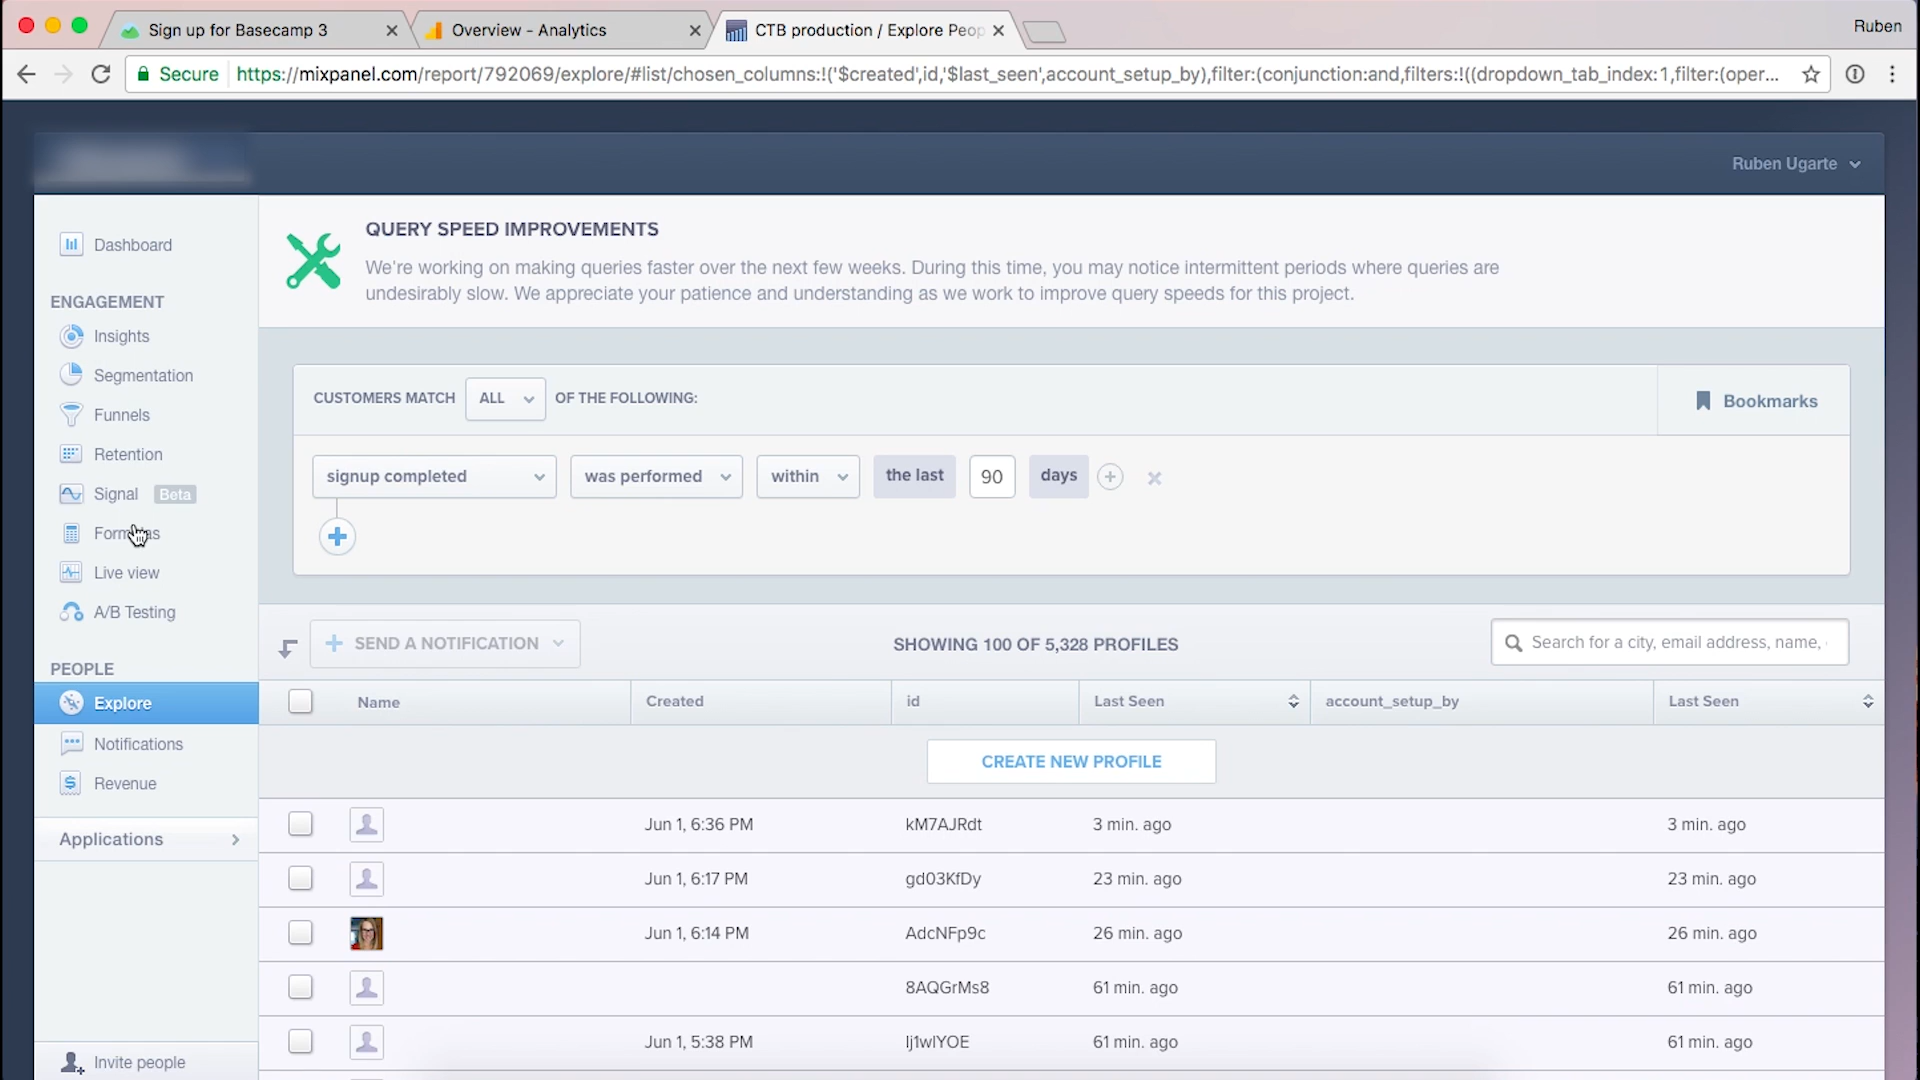 Sign up for Basecamp 3
Overview - Analytics
CTB production / Explore Peop
Ruben
Secure
https://mixpanel.com/report/792069/explore/#list/chosen_columns:!('$created',id,'$last_seen',account_setup_by),filter:(conjunction:and,filters:!((dropdown_tab_index:1,filter:(oper...
Ruben Ugarte
Dashboard
ENGAGEMENT
Insights
Segmentation
Funnels
Retention
Signal Beta
Live view
A/B Testing
PEOPLE
Explore
Notifications
Revenue
Applications
Invite people
QUERY SPEED IMPROVEMENTS
We're working on making queries faster over the next few weeks. During this time, you may notice intermittent periods where queries are
undesirably slow. We appreciate your patience and understanding as we work to improve query speeds for this project.
CUSTOMERS MATCH ALL OF THE FOLLOWING:
Bookmarks
signup completed was performed within the last 90 days
SEND A NOTIFICATION
SHOWING 100 OF 5,328 PROFILES
Search for a city, email address, name,
Name Created id Last Seen account_setup_by Last Seen
CREATE NEW PROFILE
Jun 1, 6:36 PM kM7AJRdt 3 min. ago 3 min. ago
Jun 1, 6:17 PM gd03KfDy 23 min. ago 23 min. ago
Jun 1, 6:14 PM AdcNFp9c 26 min. ago 26 min. ago
8AQGrMs8 61 min. ago 61 min. ago
Jun 1, 5:38 PM 61 min. ago 61 min. ago